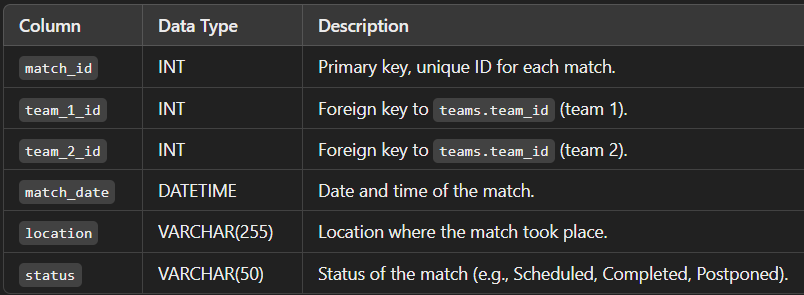 Column Data Type Description
match_id INT Primary key, unique ID for each match.
team_1_id INT Foreign key to teams.team_id (team 1).
team_2_id INT Foreign key to teams.team_id (team 2).
match_date DATETIME Date and time of the match.
location VARCHAR(255) Location where the match took place.
status VARCHAR(50) Status of the match (e.g., Scheduled, Completed, Postponed).